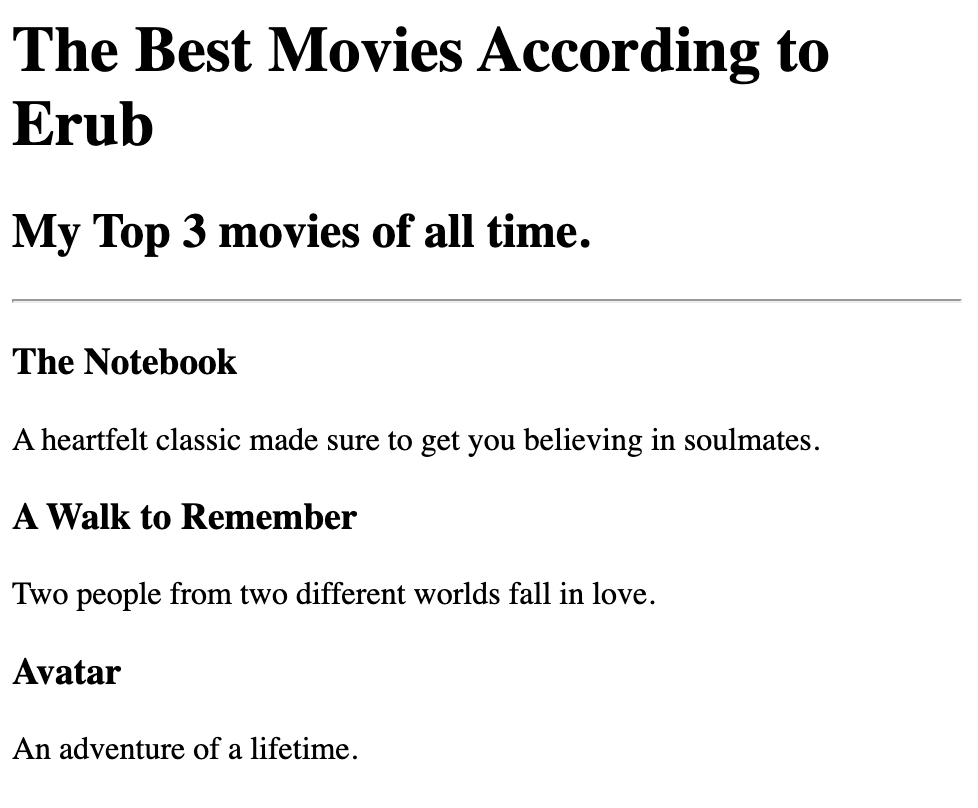 The Best Movies According to
Erub
My Top 3 movies of all time.
The Notebook
A heartfelt classic made sure to get you believing in soulmates.
A Walk to Remember
Two people from two different worlds fall in love.
Avatar
An adventure of a lifetime.